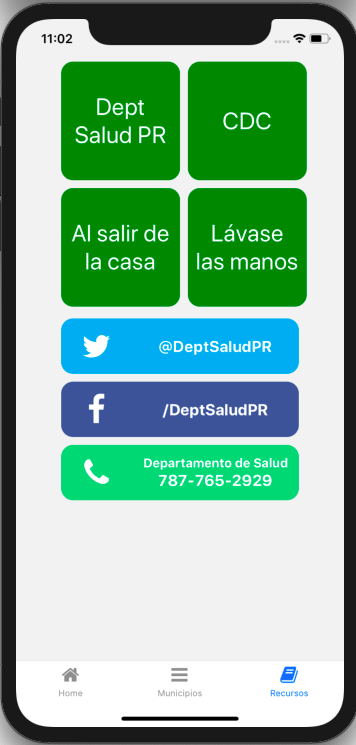 11:02
Dept
Salud PR
CDC
Al salir de
la casa
Lávase
las manos
@DeptSaludPR
/DeptSaludPR
Departamento de Salud
787-765-2929
Home
Municipios
Recursos